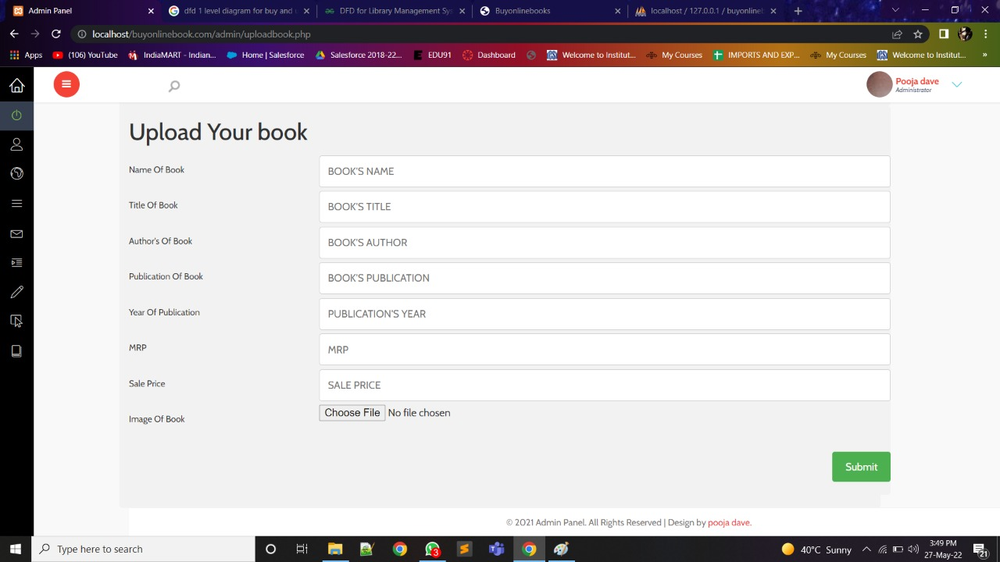 Admin Panel
dfd 1 level diagram for book and u
DFD for Library Management Sys
Buyonlinebooks
localhost / 127.0.0.1 / buyonlineb
localhost/buyonlinebook.com/admin/uploadbook.php
Apps
(106) YouTube
IndiaMART - Indian...
Home | Salesforce
Salesforce 2018-22...
EDU91
Dashboard
Welcome to Institut...
My Courses
IMPORTS AND EXP...
My Courses
Welcome to Institut...
»
Pooja dave
Administrator
Upload Your book
Name Of Book
BOOK'S NAME
Title Of Book
BOOK'S TITLE
Author's Of Book
BOOK'S AUTHOR
Publication Of Book
BOOK'S PUBLICATION
Year Of Publication
PUBLICATION'S YEAR
MRP
MRP
Sale Price
SALE PRICE
Image Of Book
Choose File No file chosen
Submit
© 2021 Admin Panel. All Rights Reserved | Design by pooja dave.
Type here to search
3
40°C Sunny
3:49 PM
27-May-22
21